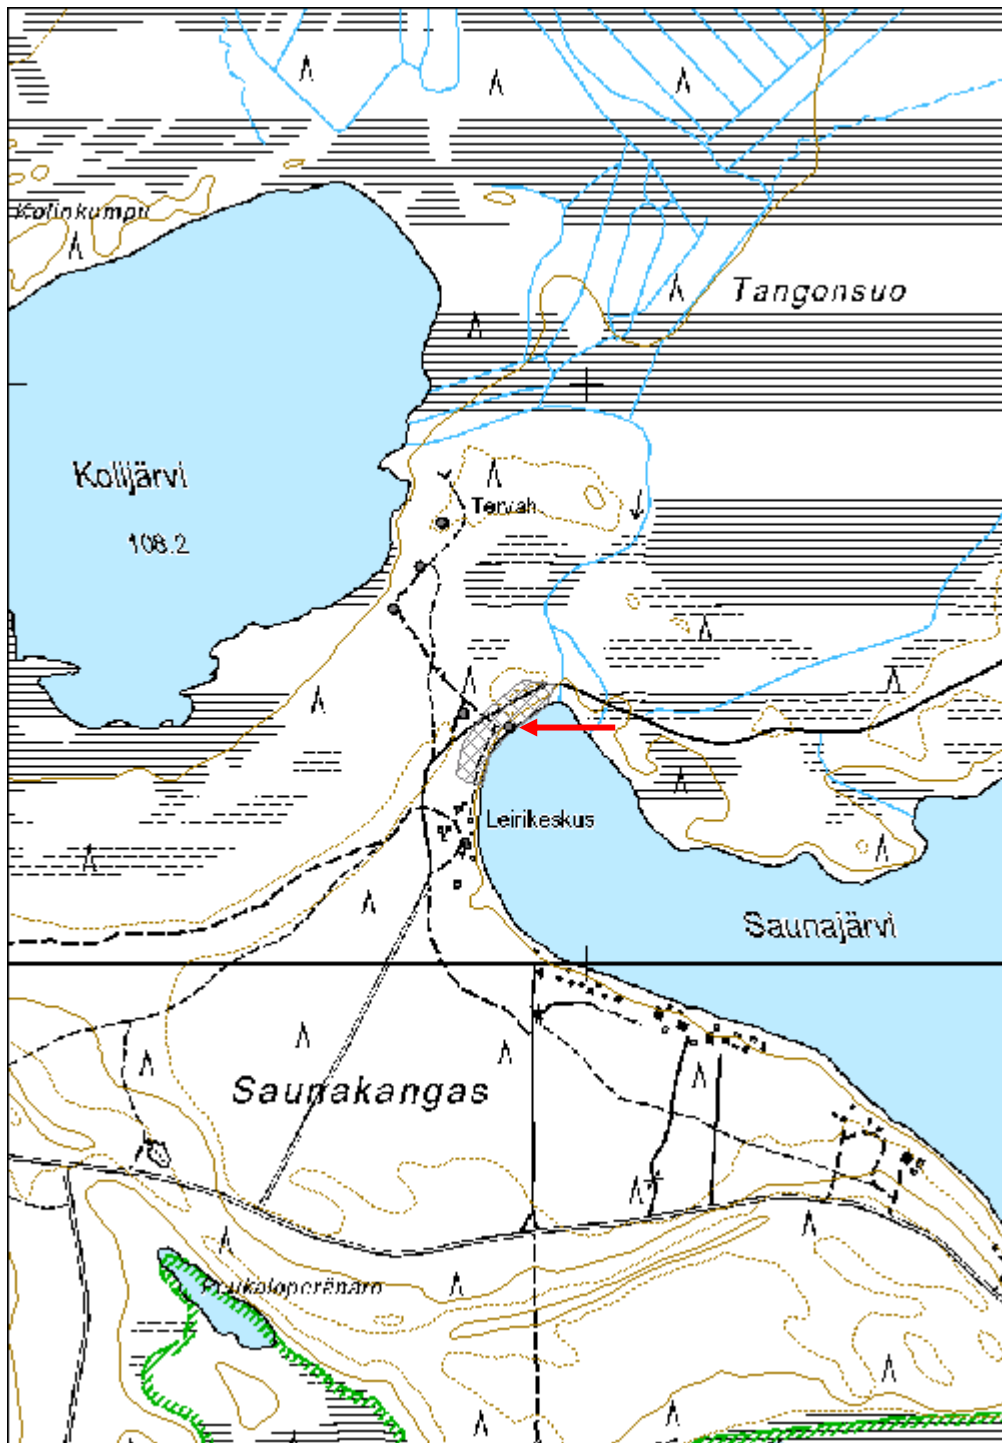 Kolinkumpu
Tangonsuo
Kolijärvi
108.2
Tervah.
Leirikeskus
Saunajärvi
Saunakangas